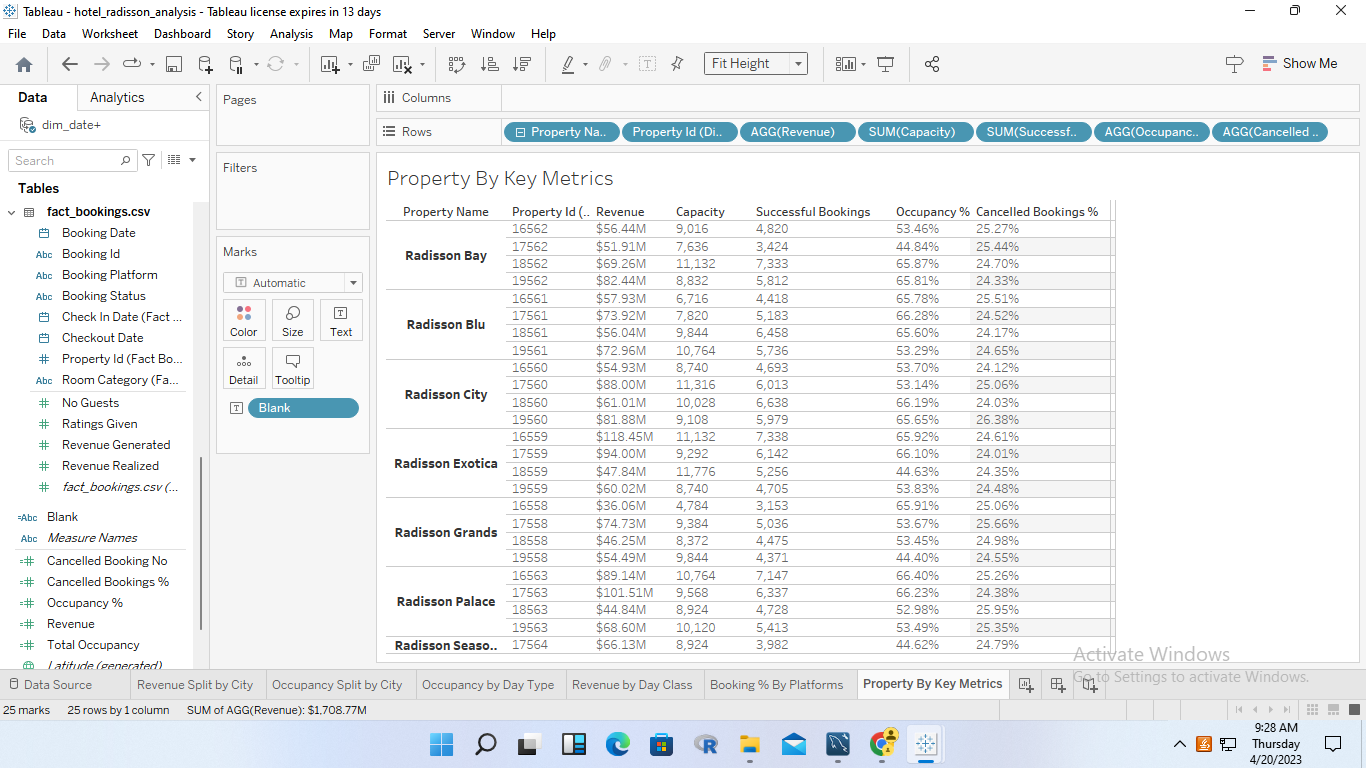 Tableau - hotel_radisson_analysis - Tableau license expires in 13 days
File Data Worksheet Dashboard Story Analysis Map Format Server Window Help
Fit Height
Show Me
Data Analytics
dim_date+
Search
Tables
fact_bookings.csv
Booking Date
Abc Booking Id
Abc Booking Platform
Abc Booking Status
Check In Date (Fact ...
Checkout Date
# Property Id (Fact Bo...
Abc Room Category (Fa...
# No Guests
# Ratings Given
# Revenue Generated
# Revenue Realized
# fact_bookings.csv (...
=Abc Blank
Abc Measure Names
=# Cancelled Booking No
=# Cancelled Bookings %
=# Occupancy %
=# Revenue
=# Total Occupancy
Latitude (generated)
Pages
Filters
Marks
T Automatic
Color Size Text
Detail Tooltip
T Blank
Columns
Rows Property Na.. Property Id (Di.. AGG(Revenue) SUM(Capacity) SUM(Successf.. AGG(Occupanc.. AGG(Cancelled ..
Property By Key Metrics
Property Name Property Id (.. Revenue Capacity Successful Bookings Occupancy % Cancelled Bookings %
Radisson Bay
16562 $56.44M 9,016 4,820 53.46% 25.27%
17562 $51.91M 7,636 3,424 44.84% 25.44%
18562 $69.26M 11,132 7,333 65.87% 24.70%
19562 $82.44M 8,832 5,812 65.81% 24.33%
Radisson Blu
16561 $57.93M 6,716 4,418 65.78% 25.51%
17561 $73.92M 7,820 5,183 66.28% 24.52%
18561 $56.04M 9,844 6,458 65.60% 24.17%
19561 $72.96M 10,764 5,736 53.29% 24.65%
Radisson City
16560 $54.93M 8,740 4,693 53.70% 24.12%
17560 $88.00M 11,316 6,013 53.14% 25.06%
18560 $61.01M 10,028 6,638 66.19% 24.03%
19560 $81.88M 9,108 5,979 65.65% 26.38%
Radisson Exotica
16559 $118.45M 11,132 7,338 65.92% 24.61%
17559 $94.00M 9,292 6,142 66.10% 24.01%
18559 $47.84M 11,776 5,256 44.63% 24.35%
19559 $60.02M 8,740 4,705 53.83% 24.48%
Radisson Grands
16558 $36.06M 4,784 3,153 65.91% 25.06%
17558 $74.73M 9,384 5,036 53.67% 25.66%
18558 $46.25M 8,372 4,475 53.45% 24.98%
19558 $54.49M 9,844 4,371 44.40% 24.55%
Radisson Palace
16563 $89.14M 10,764 7,147 66.40% 25.26%
17563 $101.51M 9,568 6,337 66.23% 24.38%
18563 $44.84M 8,924 4,728 52.98% 25.95%
19563 $68.60M 10,120 5,413 53.49% 25.35%
Radisson Seaso.. 17564 $66.13M 8,924 3,982 44.62% 24.79%
Activate Windows
Go to Settings to activate Windows.
Data Source Revenue Split by City Occupancy Split by City Occupancy by Day Type Revenue by Day Class Booking % By Platforms Property By Key Metrics
25 marks 25 rows by 1 column SUM of AGG(Revenue): $1,708.77M
9:28 AM
Thursday
4/20/2023